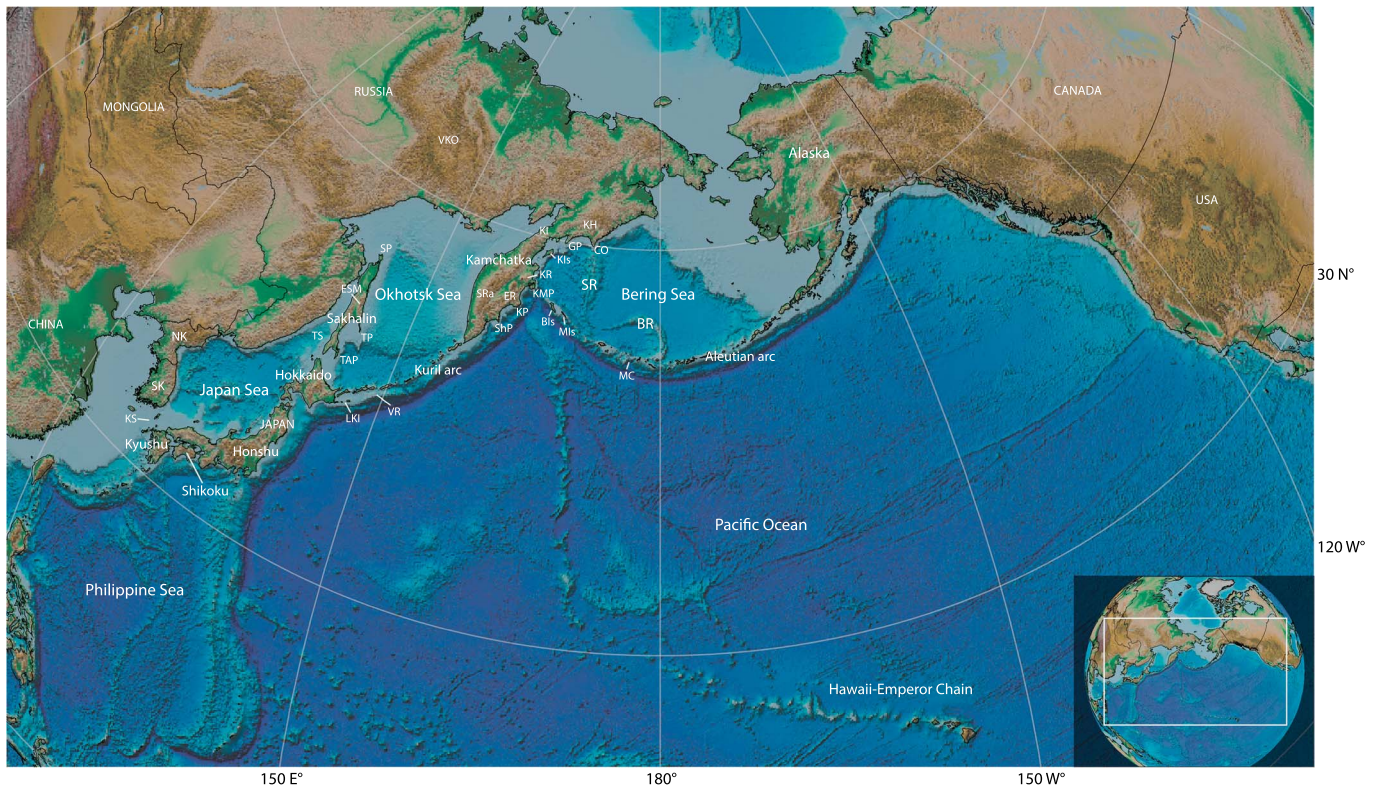 CANADA
RUSSIA
MONGOLIA
VKO
Alaska
USA
KH
KI
SP
GP
CO
Kamchatka
KIs
30 N°
KR
SR
ESM
Okhotsk Sea
SRa
ER
KMP
Bering Sea
KP
Sakhalin
BIs
BR
CHINA
ShP
MIs
NK
TS
TP
Aleutian arc
TAP
Kuril arc
Hokkaido
MC
SK
Japan Sea
VR
KS
LKI
JAPAN
Kyushu
Honshu
Shikoku
Pacific Ocean
120 W°
Philippine Sea
Hawaii-Emperor Chain
150 E°
180°
150 W°